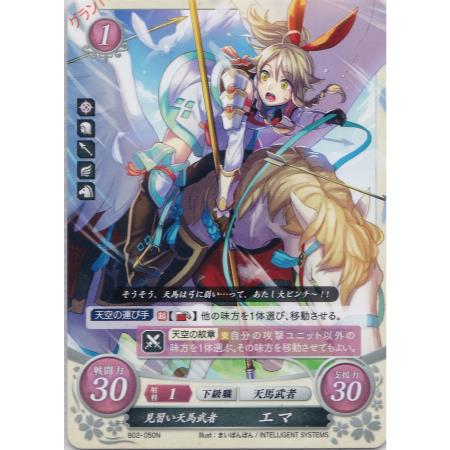 グランド
1
そうそう、天馬は弓に弱い…って、あたし大ピンチ〜!!
天空の運び手 起【 】他の味方を1体選び、移動させる。
天空の紋章 攻 自分の攻撃ユニット以外の
味方を1体選ぶ。その味方を移動させてもよい。
戦闘力
30
射程 1
下級職
天馬武者
支援力
30
見習い天馬武者 エマ
B02-050N
Illust:まいぽんぽん / INTELLIGENT SYSTEMS